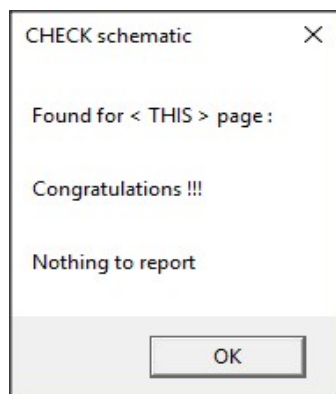 CHECK schematic
Found for < THIS > page :
Congratulations !!!
Nothing to report
OK